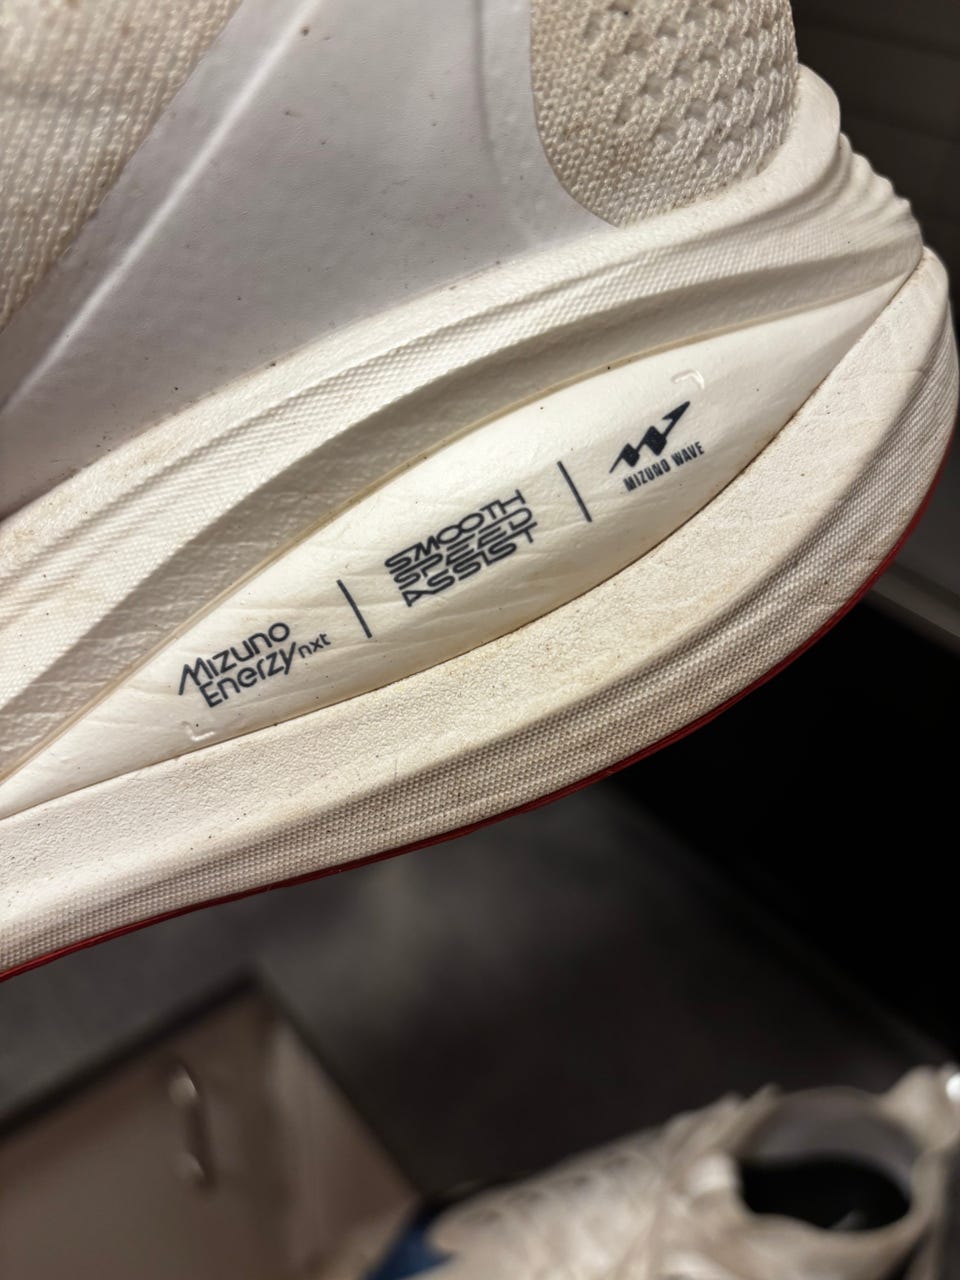 Mizuno
Enerzy nxt
SMOOTH
SPEED
ASSIST
MIZUNO WAVE